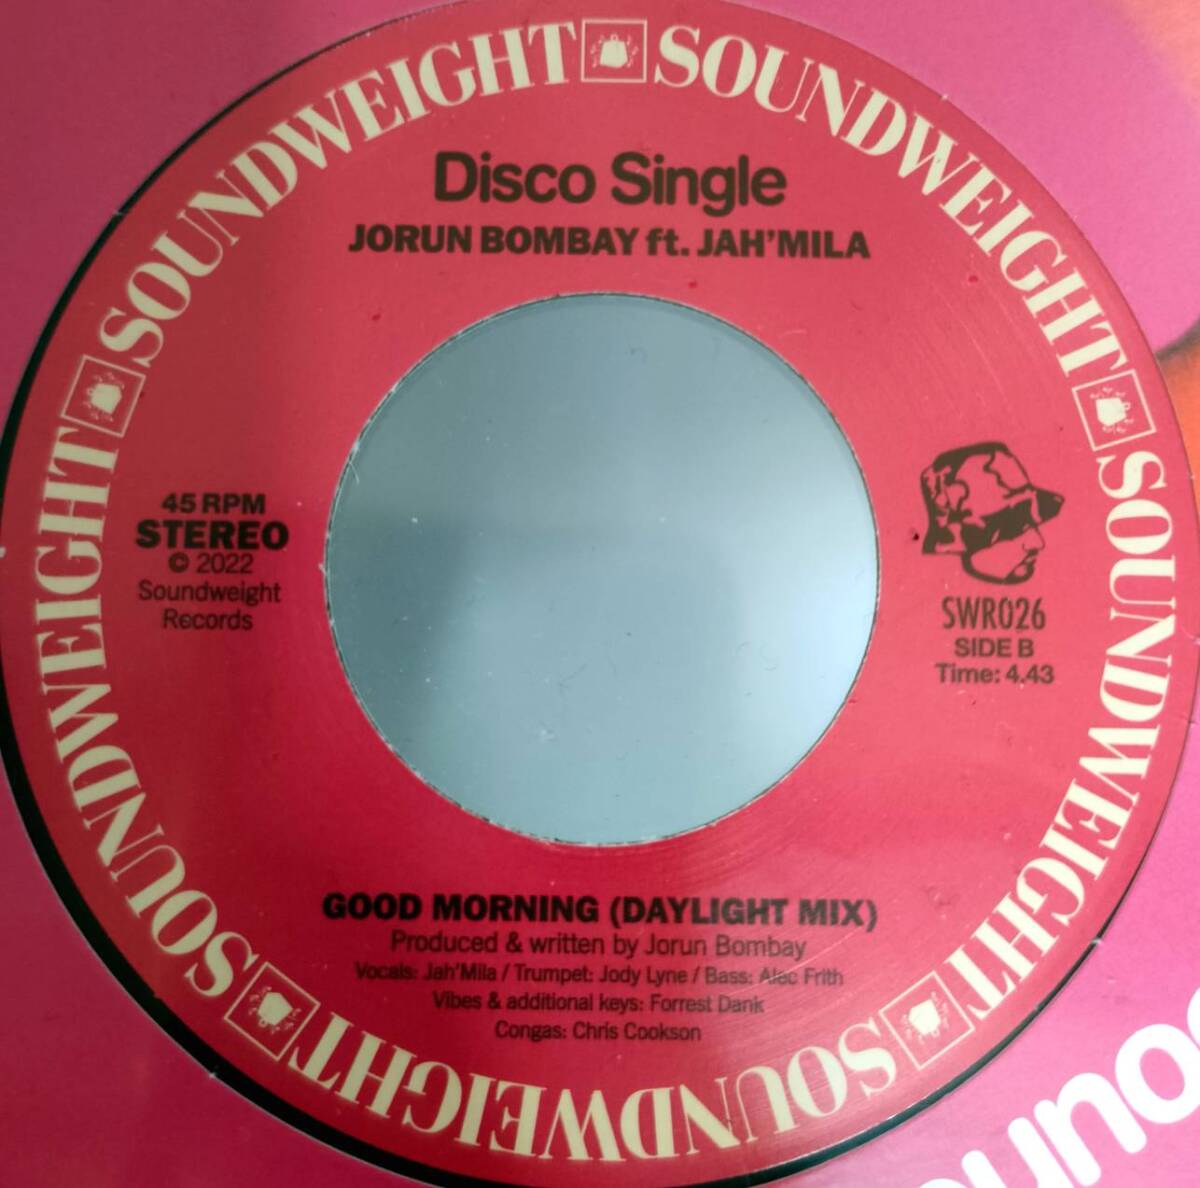 SOUNDWEIGHT SOUNDWEIGHT SOUNDWEIGHT SOUNDWEIGHT SOUNDWEIGHT
Disco Single
JORUN BOMBAY ft. JAH'MILA
45 RPM
STEREO
© 2022
Soundweight
Records
SWR026
SIDE B
Time: 4.43
GOOD MORNING (DAYLIGHT MIX)
Produced & written by Jorun Bombay
Vocals: Jah'Mila / Trumpet: Jody Lyne / Bass: Alec Frith
Vibes & additional keys: Forrest Dank
Congas: Chris Cookson